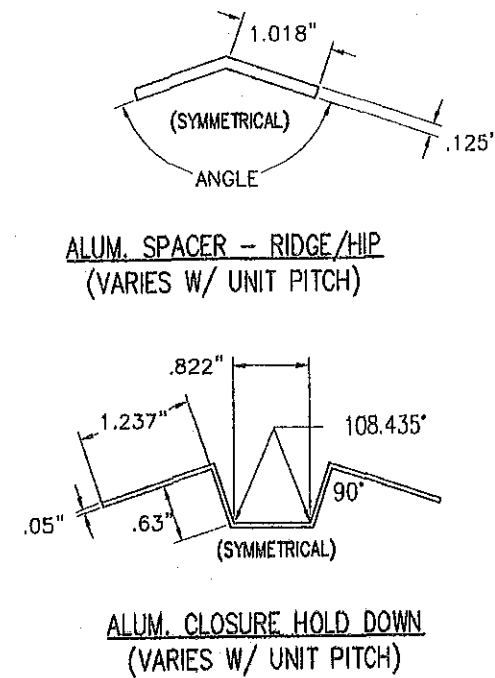 1.018"
(SYMMETRICAL)
.125'
ANGLE
ALUM. SPACER - RIDGE/HIP
(VARIES W/ UNIT PITCH)
.822"
1.237"
108.435°
90°
.05"
.63"
(SYMMETRICAL)
ALUM. CLOSURE HOLD DOWN
(VARIES W/ UNIT PITCH)